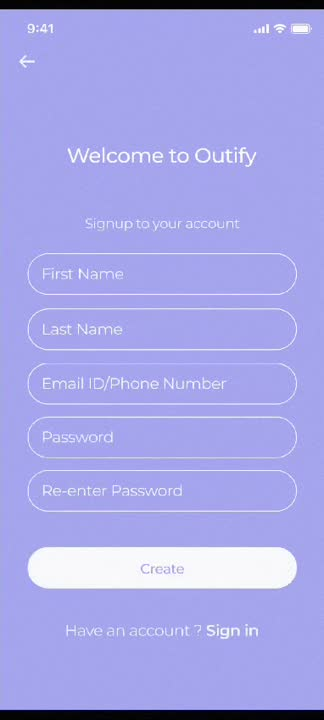 9:41
Welcome to Outify
Signup to your account
First Name
Last Name
Email ID/Phone Number
Password
Re-enter Password
Create
Have an account ? Sign in